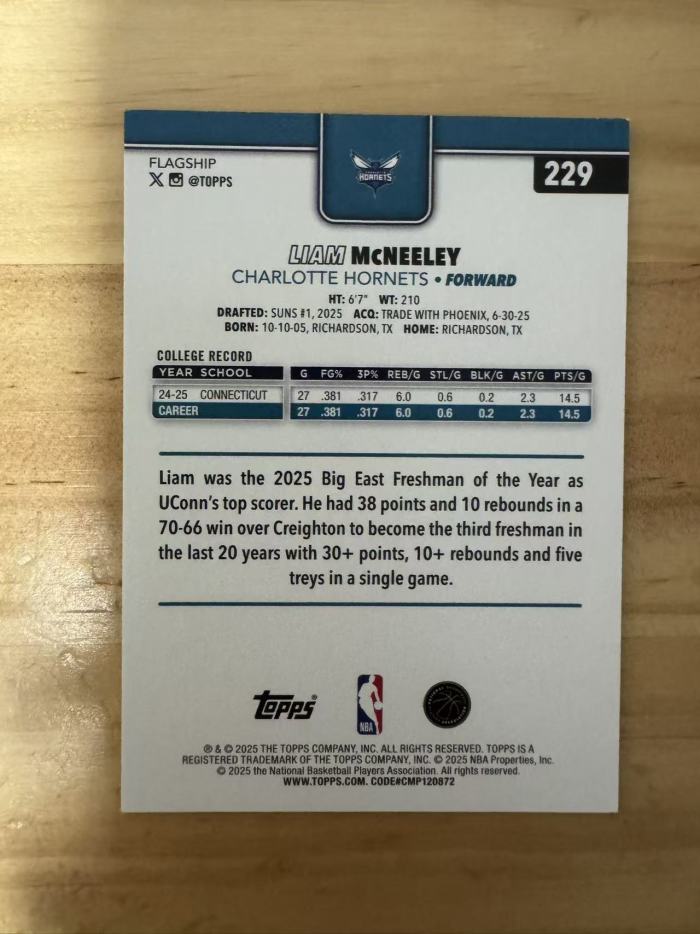 FLAGSHIP
229
@TOPPS
HORNETS
LIAM McNEELEY
CHARLOTTE HORNETS • FORWARD
HT: 6'7" WT: 210
DRAFTED: SUNS #1, 2025 ACQ: TRADE WITH PHOENIX, 6-30-25
BORN: 10-10-05, RICHARDSON, TX HOME: RICHARDSON, TX
COLLEGE RECORD
YEAR SCHOOL G FG% 3P% REB/G STL/G BLK/G AST/G PTS/G
24-25 CONNECTICUT 27 .381 .317 6.0 0.6 0.2 2.3 14.5
CAREER 27 .381 .317 6.0 0.6 0.2 2.3 14.5
Liam was the 2025 Big East Freshman of the Year as
UConn's top scorer. He had 38 points and 10 rebounds in a
70-66 win over Creighton to become the third freshman in
the last 20 years with 30+ points, 10+ rebounds and five
treys in a single game.
Topps®
NBA
® & © 2025 THE TOPPS COMPANY, INC. ALL RIGHTS RESERVED. TOPPS IS A
REGISTERED TRADEMARK OF THE TOPPS COMPANY, INC. © 2025 NBA Properties, Inc.
© 2025 the National Basketball Players Association. All rights reserved.
WWW.TOPPS.COM. CODE#CMP120872